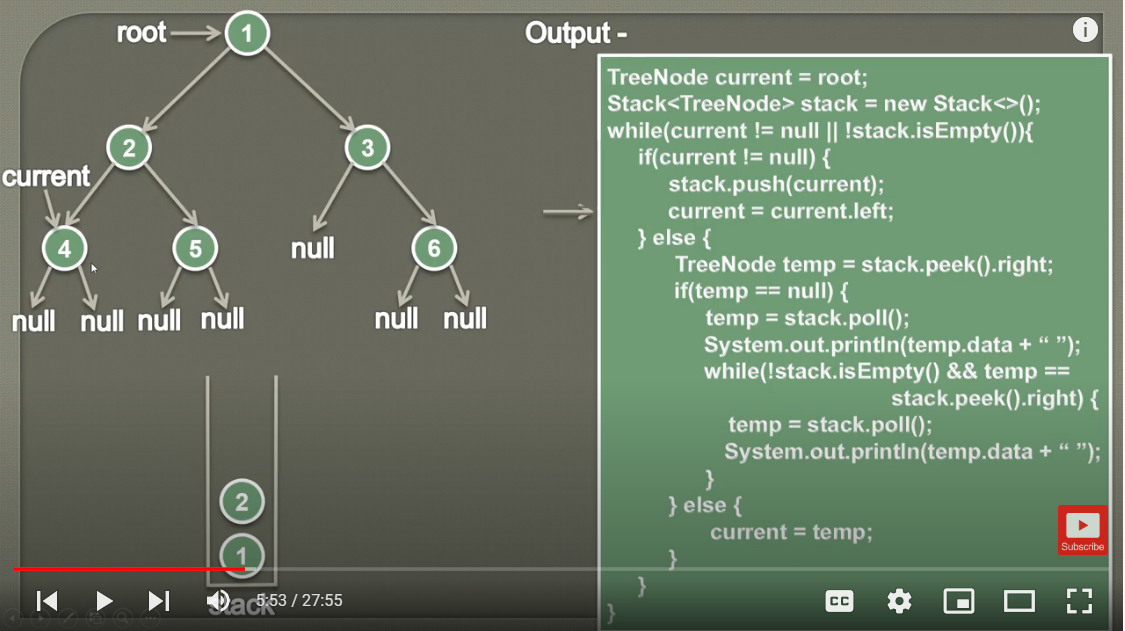 root
1
Output -
2
3
current
4
5
null
6
null
null
null
null
null
null
2
1
stack
TreeNode current = root;
Stack<TreeNode> stack = new Stack<>();
while(current != null || !stack.isEmpty()){
if(current != null) {
stack.push(current);
current = current.left;
} else {
TreeNode temp = stack.peek().right;
if(temp == null) {
temp = stack.poll();
System.out.println(temp.data + “ ”);
while(!stack.isEmpty() && temp ==
stack.peek().right) {
temp = stack.poll();
System.out.println(temp.data + “ ”);
}
} else {
current = temp;
}
}
}
Subscribe
5:53 / 27:55
CC